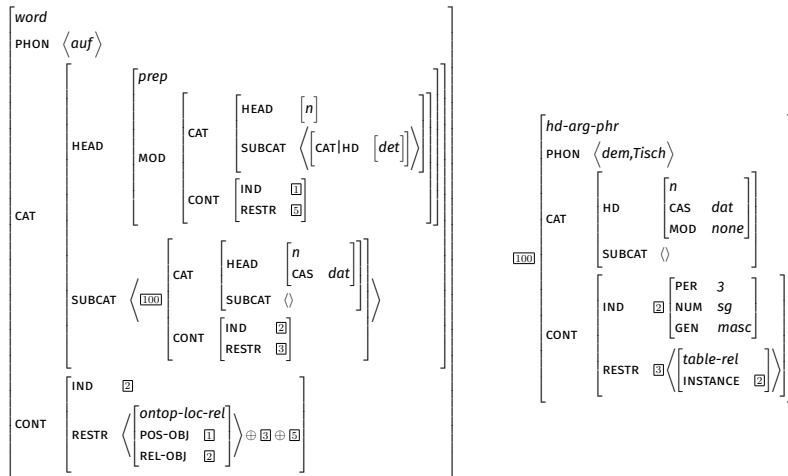 word
PHON ⟨auf⟩
CAT
HEAD
prep
MOD
CAT
HEAD [n]
SUBCAT ⟨[CAT|HD [det]]⟩
CONT
IND 1
RESTR 5
SUBCAT ⟨ 100
CAT
HEAD
n
CAS dat
SUBCAT ⟨⟩
CONT
IND 2
RESTR 3
⟩
CONT
IND 2
RESTR ⟨
ontop-loc-rel
POS-OBJ 1
REL-OBJ 2
⟩ ⊕ 3 ⊕ 5
100
hd-arg-phr
PHON ⟨dem,Tisch⟩
CAT
HD
n
CAS dat
MOD none
SUBCAT ⟨⟩
CONT
IND 2
PER 3
NUM sg
GEN masc
RESTR 3 ⟨
table-rel
INSTANCE 2
⟩